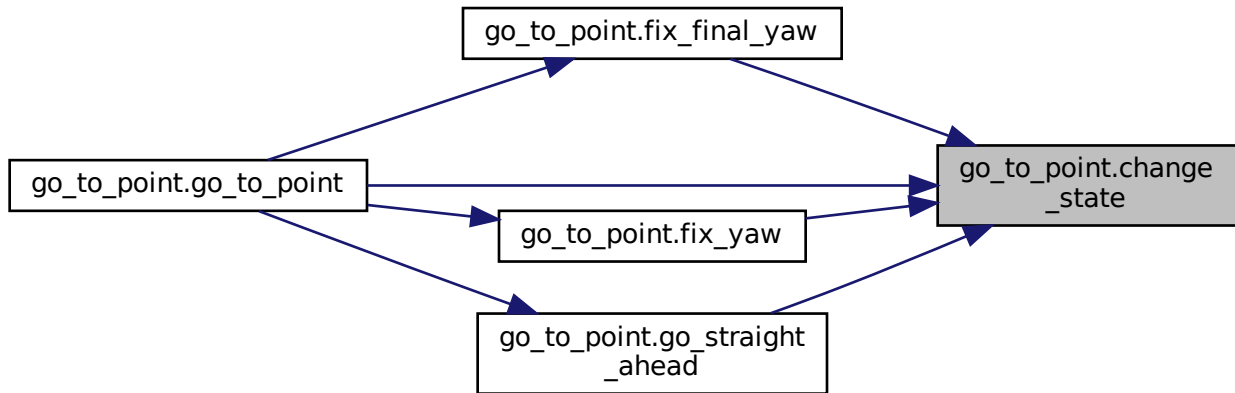 go_to_point.fix_final_yaw
go_to_point.change
_state
go_to_point.go_to_point
go_to_point.fix_yaw
go_to_point.go_straight
_ahead